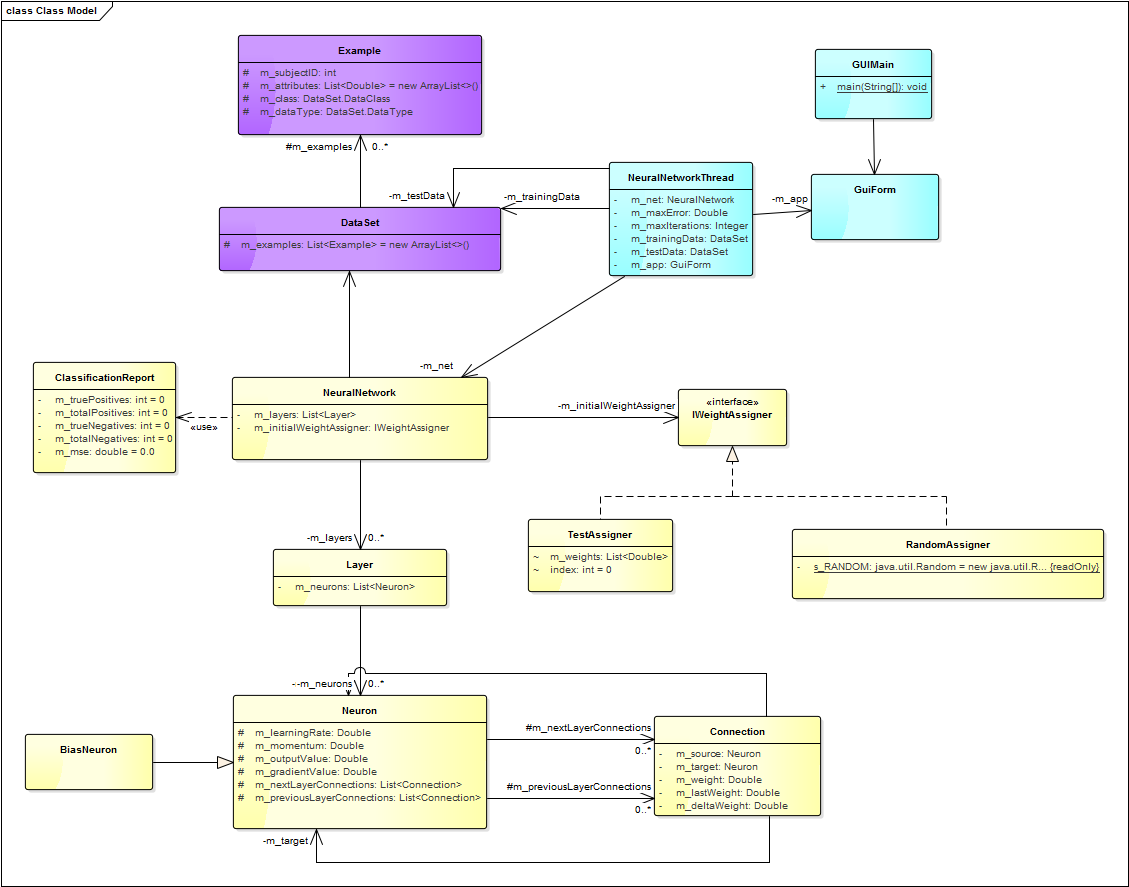 class Class Model
Example
# m_subjectID: int
# m_attributes: List<Double> = new ArrayList<>()
# m_class: DataSet.DataClass
# m_dataType: DataSet.DataType
GUIMain
+ main(String[]): void
#m_examples 0..*
NeuralNetworkThread
- m_net: NeuralNetwork
- m_maxError: Double
- m_maxIterations: Integer
- m_trainingData: DataSet
- m_testData: DataSet
- m_app: GuiForm
GuiForm
-m_testData
-m_trainingData
-m_app
DataSet
# m_examples: List<Example> = new ArrayList<>()
-m_net
ClassificationReport
- m_truePositives: int = 0
- m_totalPositives: int = 0
- m_trueNegatives: int = 0
- m_totalNegatives: int = 0
- m_mse: double = 0.0
«use»
NeuralNetwork
- m_layers: List<Layer>
- m_initialWeightAssigner: IWeightAssigner
-m_initialWeightAssigner
«interface»
IWeightAssigner
-m_layers 0..*
TestAssigner
~ m_weights: List<Double>
~ index: int = 0
RandomAssigner
- s_RANDOM: java.util.Random = new java.util.R... {readOnly}
Layer
- m_neurons: List<Neuron>
-m_neurons 0..*
Neuron
# m_learningRate: Double
# m_momentum: Double
# m_outputValue: Double
# m_gradientValue: Double
# m_nextLayerConnections: List<Connection>
# m_previousLayerConnections: List<Connection>
BiasNeuron
#m_nextLayerConnections
0..*
#m_previousLayerConnections
0..*
Connection
- m_source: Neuron
- m_target: Neuron
- m_weight: Double
- m_lastWeight: Double
- m_deltaWeight: Double
-m_target